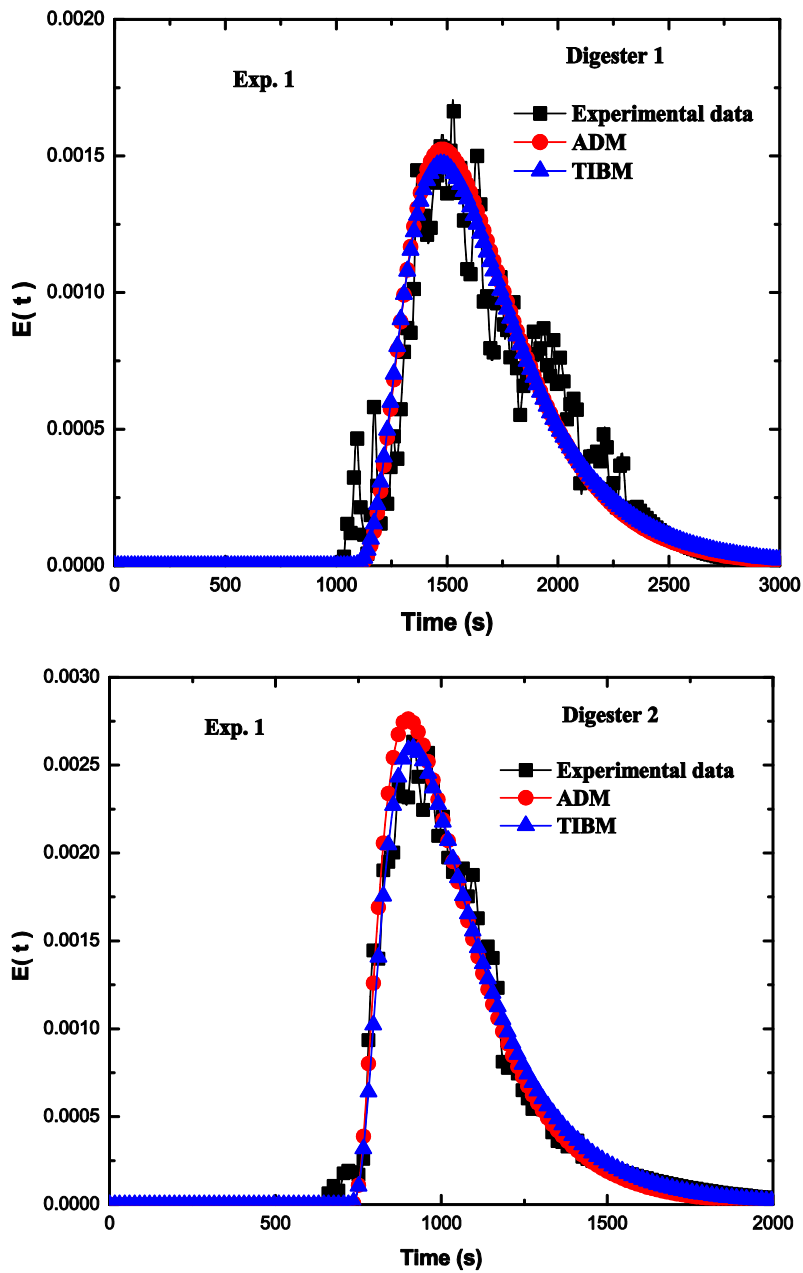 0.0020
Exp. 1
Digester 1
Experimental data
ADM
TIBM
0.0015
0.0010
0.0005
0.0000
E( t )
0 500 1000 1500 2000 2500 3000
Time (s)
0.0030
Exp. 1
Digester 2
0.0025
Experimental data
ADM
TIBM
0.0020
0.0015
0.0010
0.0005
0.0000
E( t )
0 500 1000 1500 2000
Time (s)